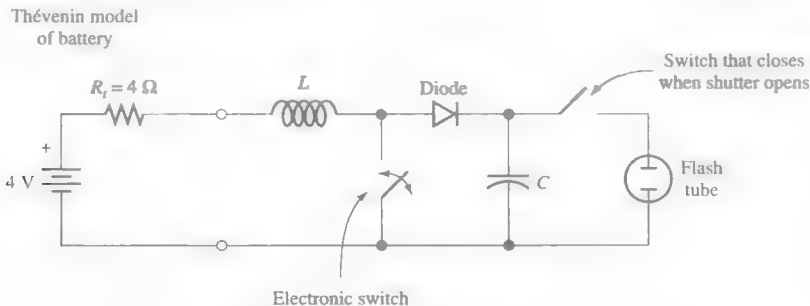 Thévenin model
of battery
Switch that closes
when shutter opens
R_t = 4 Ω
L
Diode
+
4 V
C
Flash
tube
Electronic switch